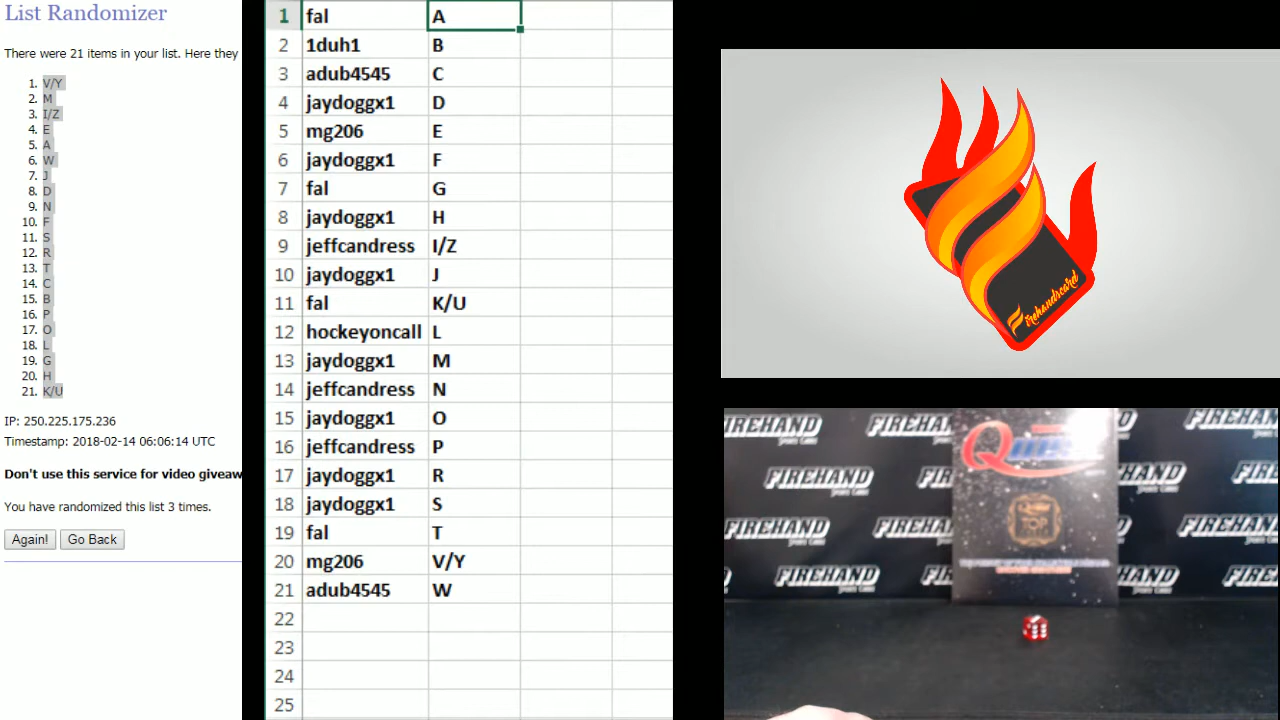 List Randomizer
There were 21 items in your list. Here they
1. V/Y
2. M
3. I/Z
4. E
5. A
6. W
7. J
8. D
9. N
10. F
11. S
12. R
13. T
14. C
15. B
16. P
17. O
18. L
19. G
20. H
21. K/U
IP: 250.225.175.236
Timestamp: 2018-02-14 06:06:14 UTC
Don't use this service for video giveaw
You have randomized this list 3 times.
Again! Go Back
1 fal A
2 1duh1 B
3 adub4545 C
4 jaydoggx1 D
5 mg206 E
6 jaydoggx1 F
7 fal G
8 jaydoggx1 H
9 jeffcandress I/Z
10 jaydoggx1 J
11 fal K/U
12 hockeyoncall L
13 jaydoggx1 M
14 jeffcandress N
15 jaydoggx1 O
16 jeffcandress P
17 jaydoggx1 R
18 jaydoggx1 S
19 fal T
20 mg206 V/Y
21 adub4545 W
22
23
24
25
Firehandscard
FIREHAND
FIREHAND
FIREHAND
FIREHAND
FIREHAND
FIREHAND
FIREHAND
FIREHAND
TOP